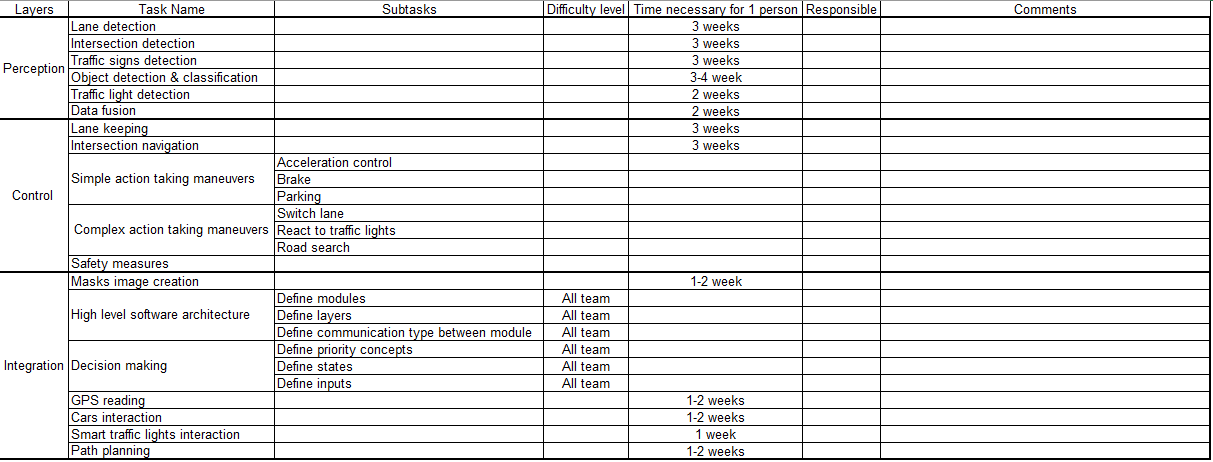 Layers Task Name Subtasks Difficulty level Time necessary for 1 person Responsible Comments
Perception
Lane detection 3 weeks
Intersection detection 3 weeks
Traffic signs detection 3 weeks
Object detection & classification 3-4 week
Traffic light detection 2 weeks
Data fusion 2 weeks
Control
Lane keeping 3 weeks
Intersection navigation 3 weeks
Simple action taking maneuvers
Acceleration control
Brake
Parking
Complex action taking maneuvers
Switch lane
React to traffic lights
Road search
Safety measures
Integration
Masks image creation 1-2 week
High level software architecture
Define modules All team
Define layers All team
Define communication type between module All team
Decision making
Define priority concepts All team
Define states All team
Define inputs All team
GPS reading 1-2 weeks
Cars interaction 1-2 weeks
Smart traffic lights interaction 1 week
Path planning 1-2 weeks